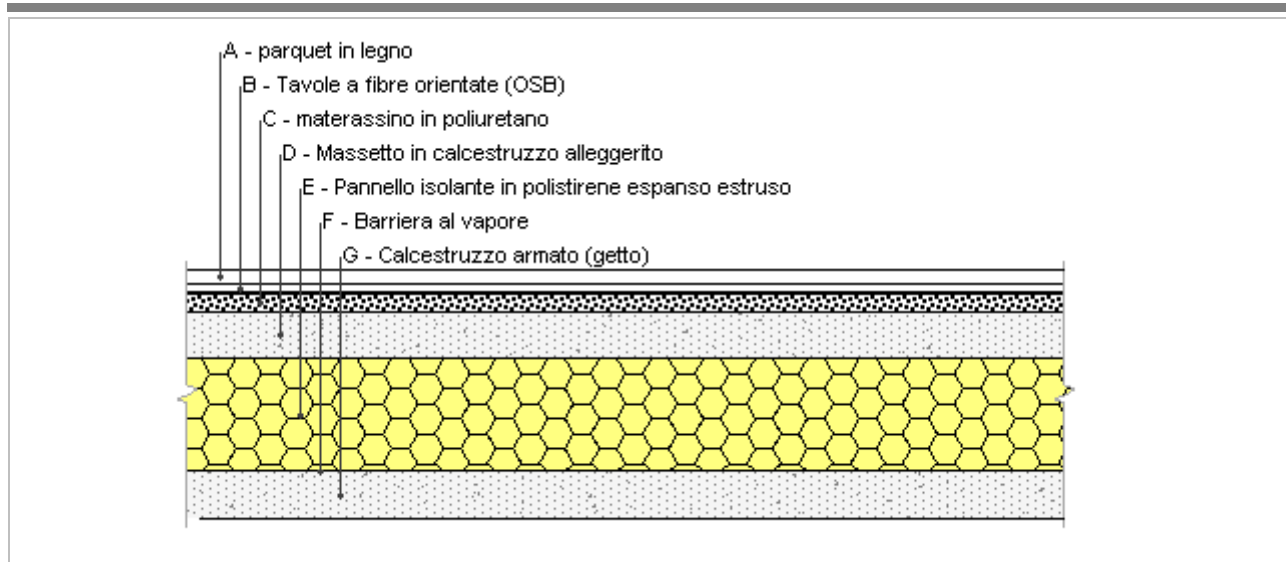 A - parquet in legno
B - Tavole a fibre orientate (OSB)
C - materassino in poliuretano
D - Massetto in calcestruzzo alleggerito
E - Pannello isolante in polistirene espanso estruso
F - Barriera al vapore
G - Calcestruzzo armato (getto)